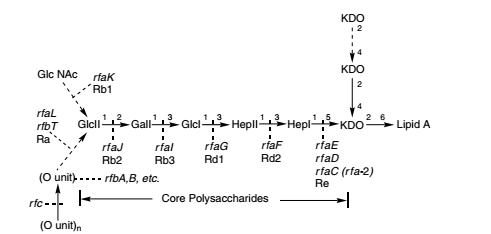 KDO
2
4
KDO
2
4
Glc NAc
rfaK
Rb1
rfaL
rfbT
Ra
GlcII 1 2 GalI 1 3 GlcI 1 3 HepII 1 3 HepI 1 5 KDO 2 6 Lipid A
rfaJ
Rb2
rfaI
Rb3
rfaG
Rd1
rfaF
Rd2
rfaE
rfaD
rfaC (rfa-2)
Re
(O unit) rfbA,B, etc.
rfc
Core Polysaccharides
(O unit)n